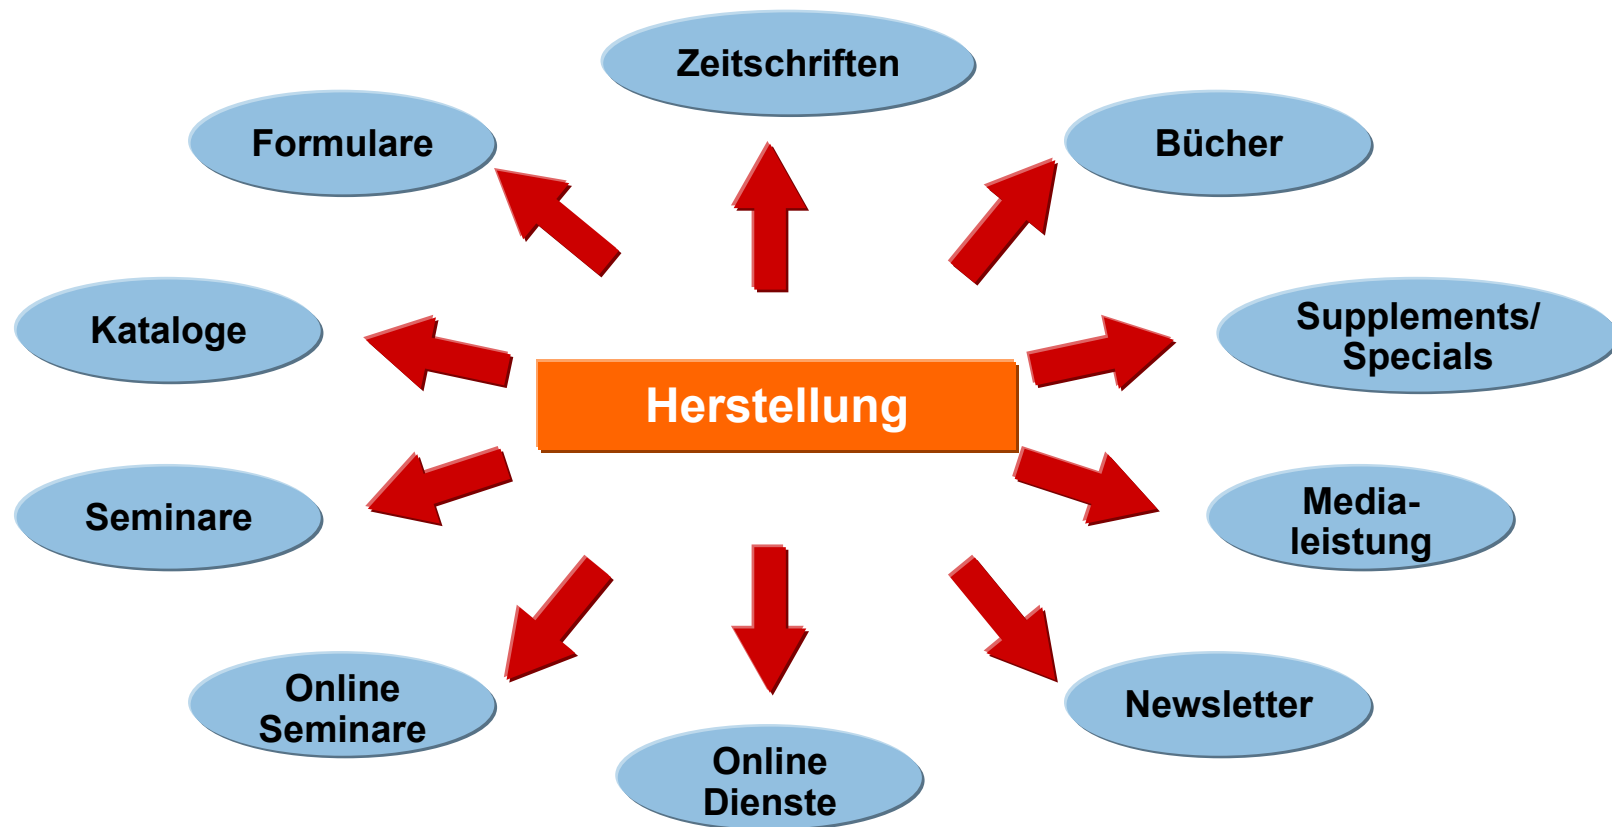 Zeitschriften
Formulare
Bücher
Kataloge
Supplements/
Specials
Herstellung
Seminare
Media-
leistung
Online
Seminare
Newsletter
Online
Dienste